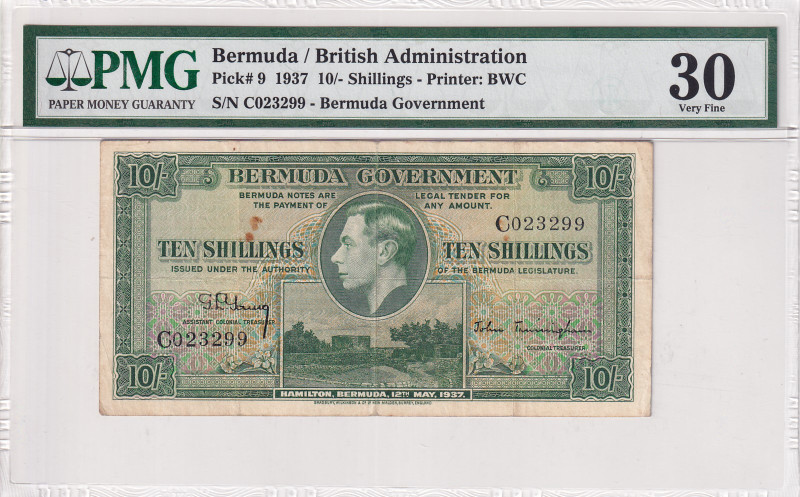 PMG
PAPER MONEY GUARANTY
Bermuda / British Administration
Pick# 9 1937 10/- Shillings - Printer: BWC
S/N C023299 - Bermuda Government
30
Very Fine
10/-
BERMUDA GOVERNMENT
10/-
BERMUDA NOTES ARE LEGAL TENDER FOR
THE PAYMENT OF ANY AMOUNT.
C023299
TEN SHILLINGS TEN SHILLINGS
ISSUED UNDER THE AUTHORITY OF THE BERMUDA LEGISLATURE.
ASSISTANT COLONIAL TREASURER
C023299
COLONIAL TREASURER
10/-
10/-
HAMILTON, BERMUDA, 12TH MAY, 1937.